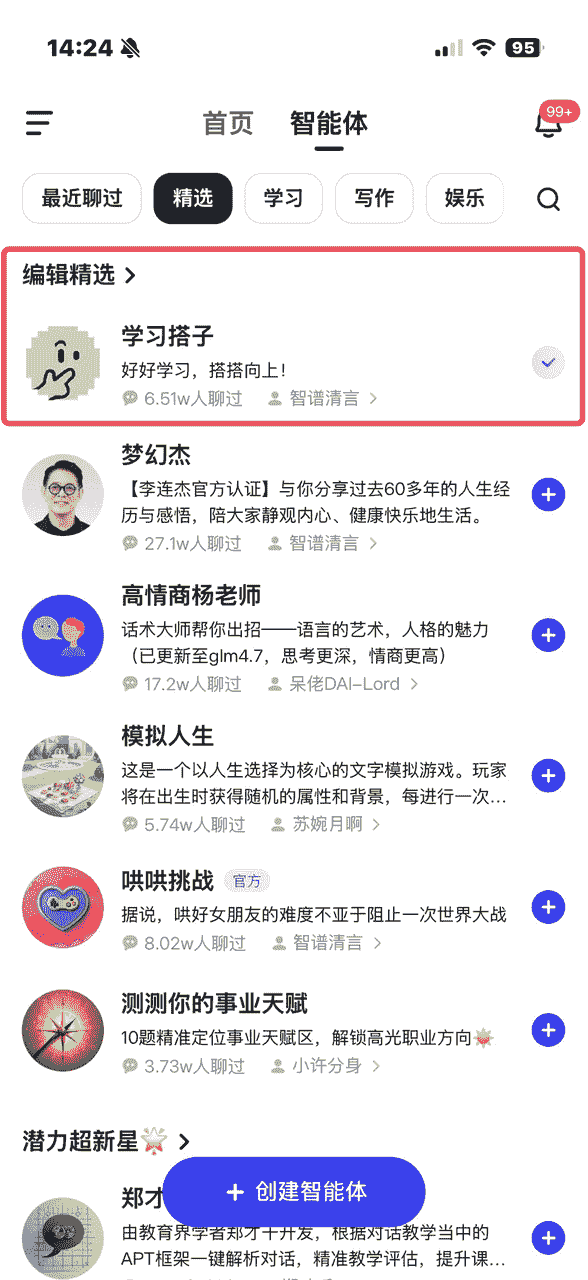 14:24
95
首页
智能体
99+
最近聊过
精选
学习
写作
娱乐
编辑精选
学习搭子
好好学习，搭搭向上！
6.51w人聊过 智谱清言
梦幻杰
【李连杰官方认证】与你分享过去60多年的人生经
历与感悟，陪大家静观内心、健康快乐地生活。
27.1w人聊过 智谱清言
高情商杨老师
话术大师帮你出招——语言的艺术，人格的魅力
（已更新至glm4.7，思考更深，情商更高）
17.2w人聊过 呆佬DAI-Lord
模拟人生
这是一个以人生选择为核心的文字模拟游戏。玩家
将在出生时获得随机的属性和背景，每进行一次...
5.74w人聊过 苏婉月啊
哄哄挑战 官方
据说，哄好女朋友的难度不亚于阻止一次世界大战
8.02w人聊过 智谱清言
测测你的事业天赋
10题精准定位事业天赋区，解锁高光职业方向
3.73w人聊过 小许分身
潜力超新星
郑才
+ 创建智能体
由教育界学者郑才千开发，根据对话教学当中的
APT框架一键解析对话，精准教学评估，提升课...